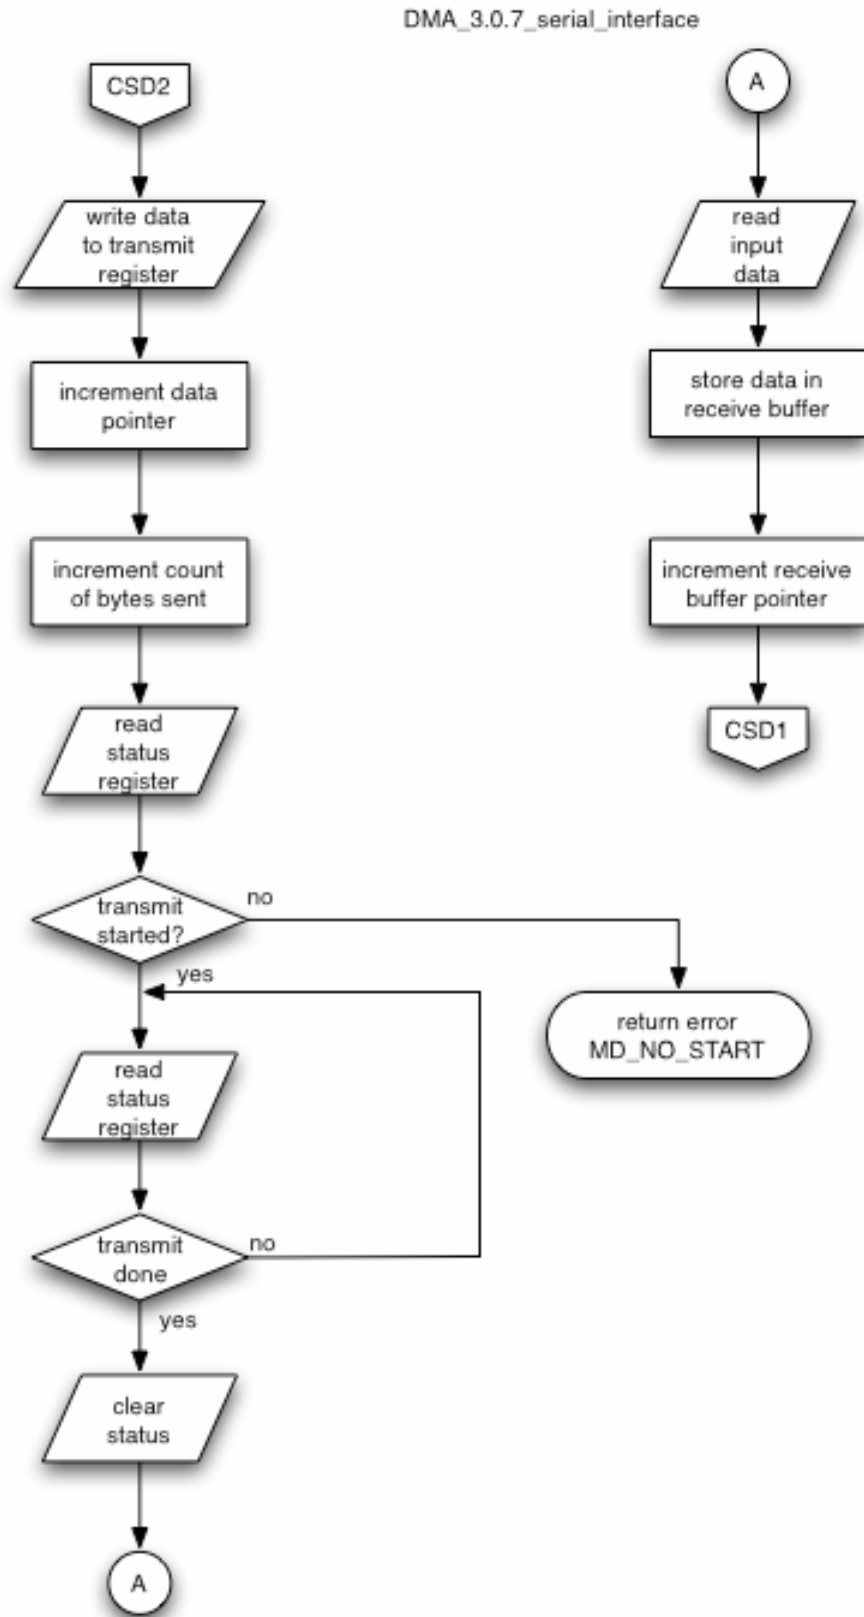 DMA_3.0.7_serial_interface
CSD2
write data
to transmit
register
increment data
pointer
increment count
of bytes sent
read
status
register
transmit
started?
no
yes
return error
MD_NO_START
read
status
register
transmit
done
no
yes
clear
status
A
A
read
input
data
store data in
receive buffer
increment receive
buffer pointer
CSD1